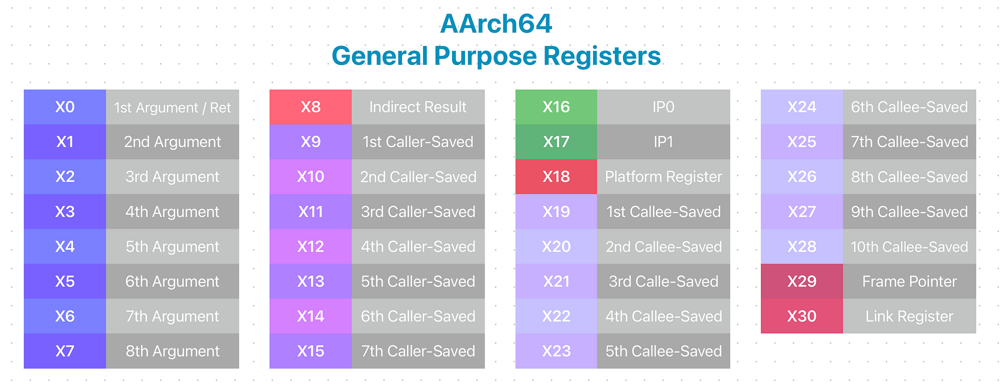 AArch64
General Purpose Registers
X0 1st Argument / Ret
X1 2nd Argument
X2 3rd Argument
X3 4th Argument
X4 5th Argument
X5 6th Argument
X6 7th Argument
X7 8th Argument
X8 Indirect Result
X9 1st Caller-Saved
X10 2nd Caller-Saved
X11 3rd Caller-Saved
X12 4th Caller-Saved
X13 5th Caller-Saved
X14 6th Caller-Saved
X15 7th Caller-Saved
X16 IP0
X17 IP1
X18 Platform Register
X19 1st Callee-Saved
X20 2nd Callee-Saved
X21 3rd Calle-Saved
X22 4th Callee-Saved
X23 5th Callee-Saved
X24 6th Callee-Saved
X25 7th Callee-Saved
X26 8th Callee-Saved
X27 9th Callee-Saved
X28 10th Callee-Saved
X29 Frame Pointer
X30 Link Register